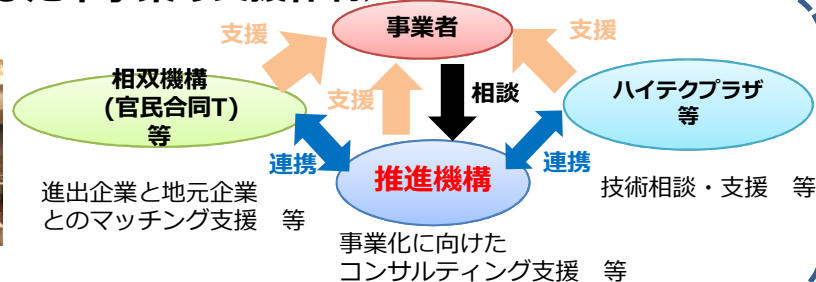 事業者
支援
支援
相双機構
(官民合同T)
等
支援
相談
ハイテクプラザ
等
連携
推進機構
連携
進出企業と地元企業
とのマッチング支援　等
技術相談・支援　等
事業化に向けた
コンサルティング支援　等